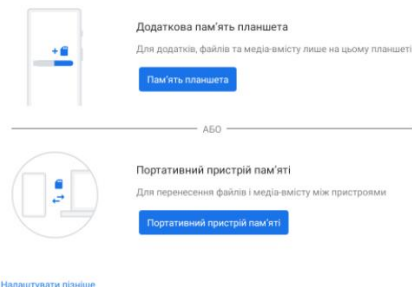 Додаткова пам'ять планшета
Для додатків, файлів та медіа-вмісту лише на цьому планшеті
Пам'ять планшета
АБО
Портативний пристрій пам'яті
Для перенесення файлів і медіа-вмісту між пристроями
Портативний пристрій пам'яті
Налаштувати пізніше